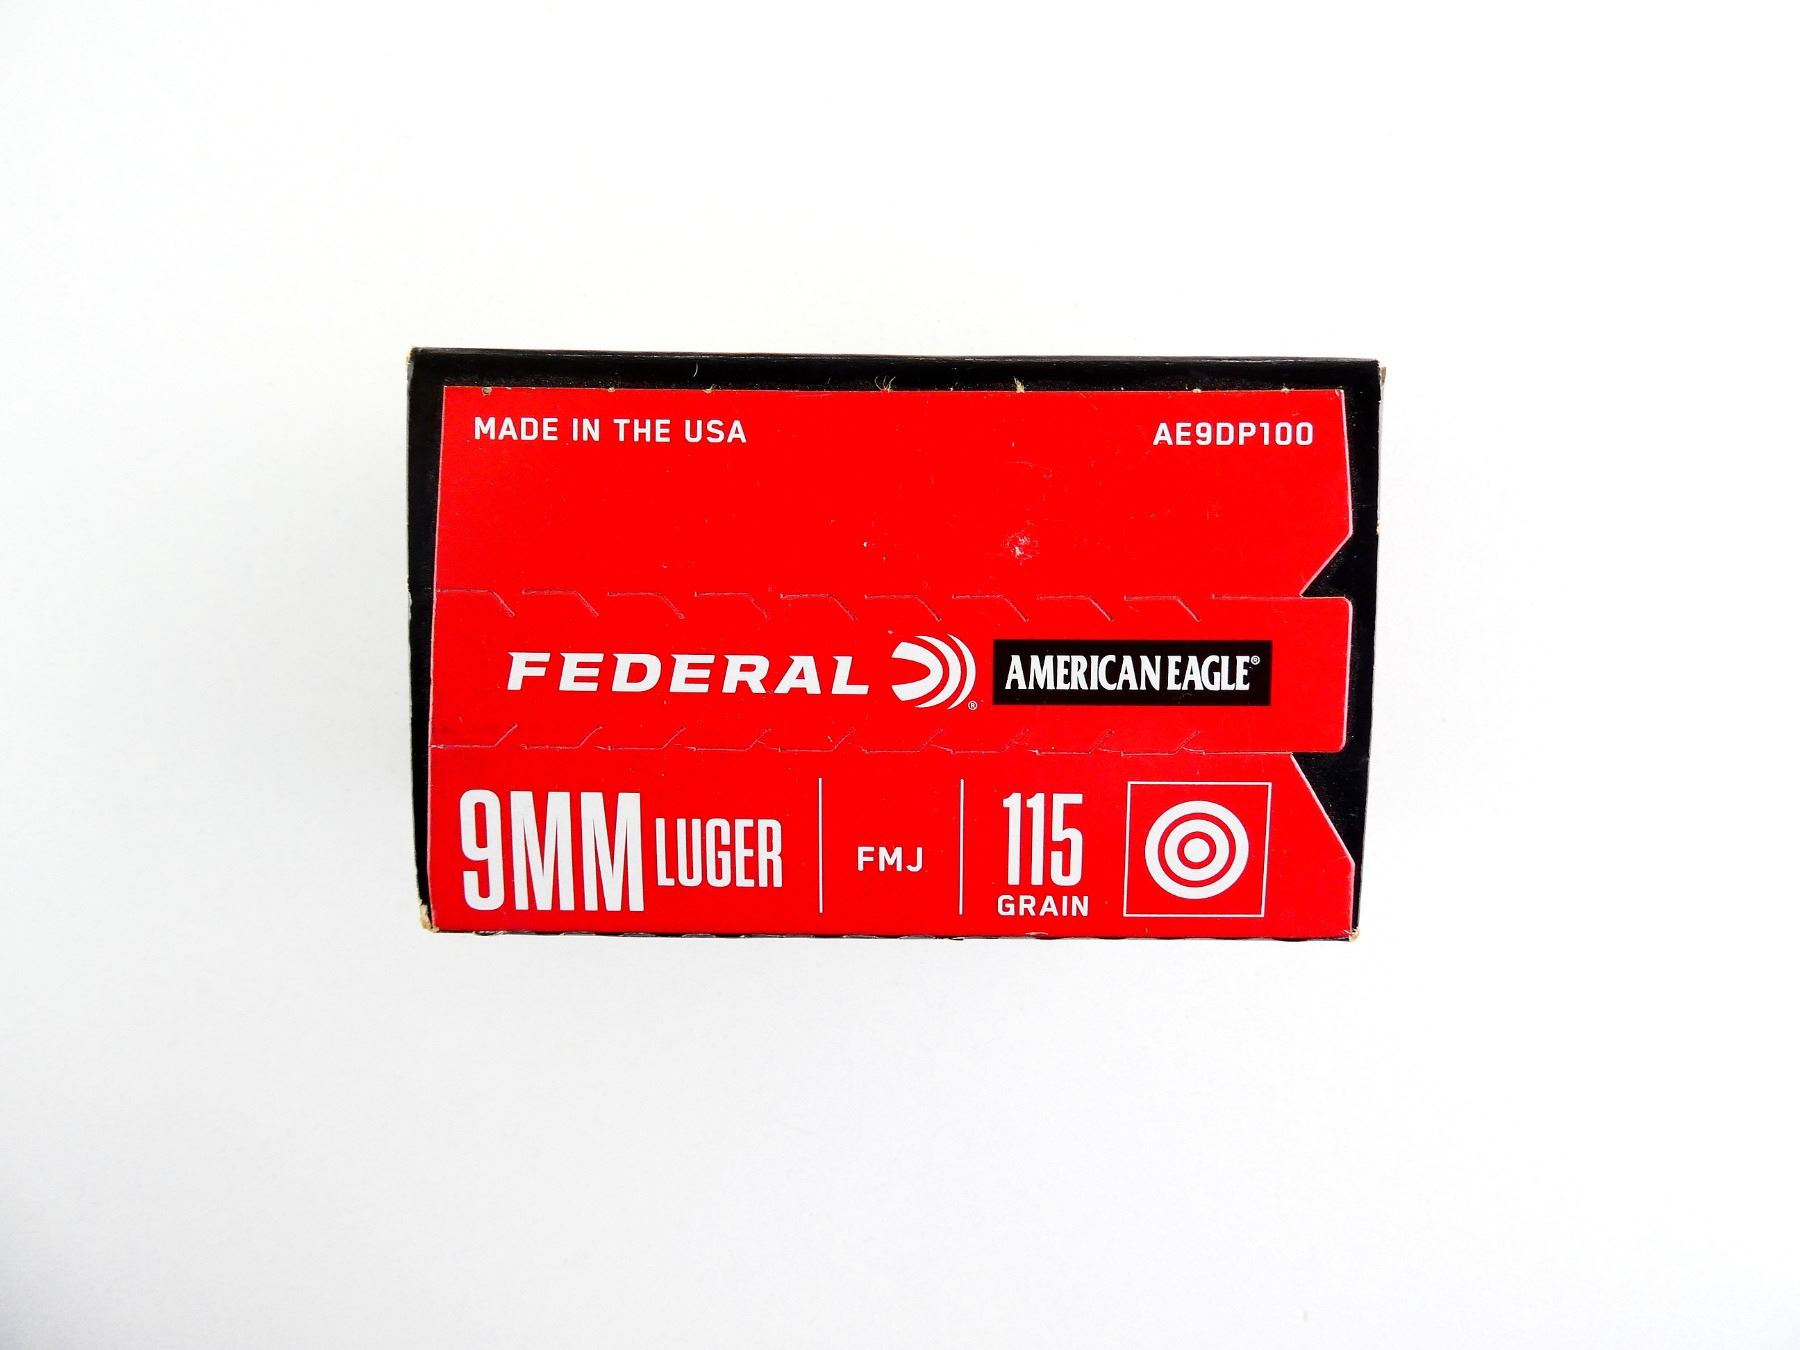 MADE IN THE USA AE9DP100
FEDERAL ® AMERICAN EAGLE®
9MM LUGER FMJ 115
GRAIN